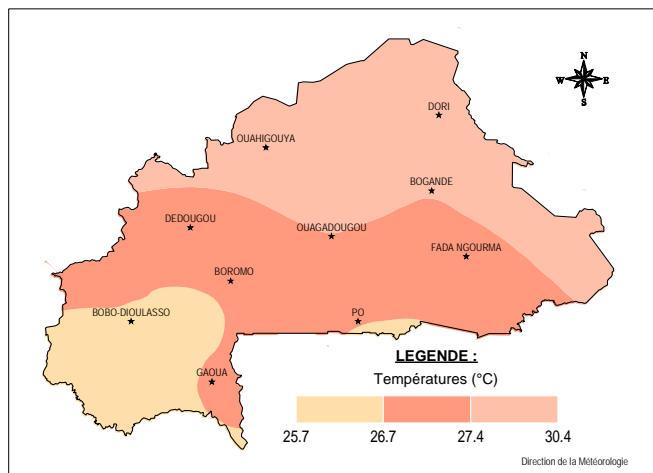 N
W E
S
DORI
OUAHIGOUYA
BOGANDE
DEDOUGOU
OUAGADOUGOU
FADA NGOURMA
BOROMO
BOBO-DIOULASSO
PO
GAOUA
LEGENDE :
Températures (°C)
25.7 26.7 27.4 30.4
Direction de la Météorologie